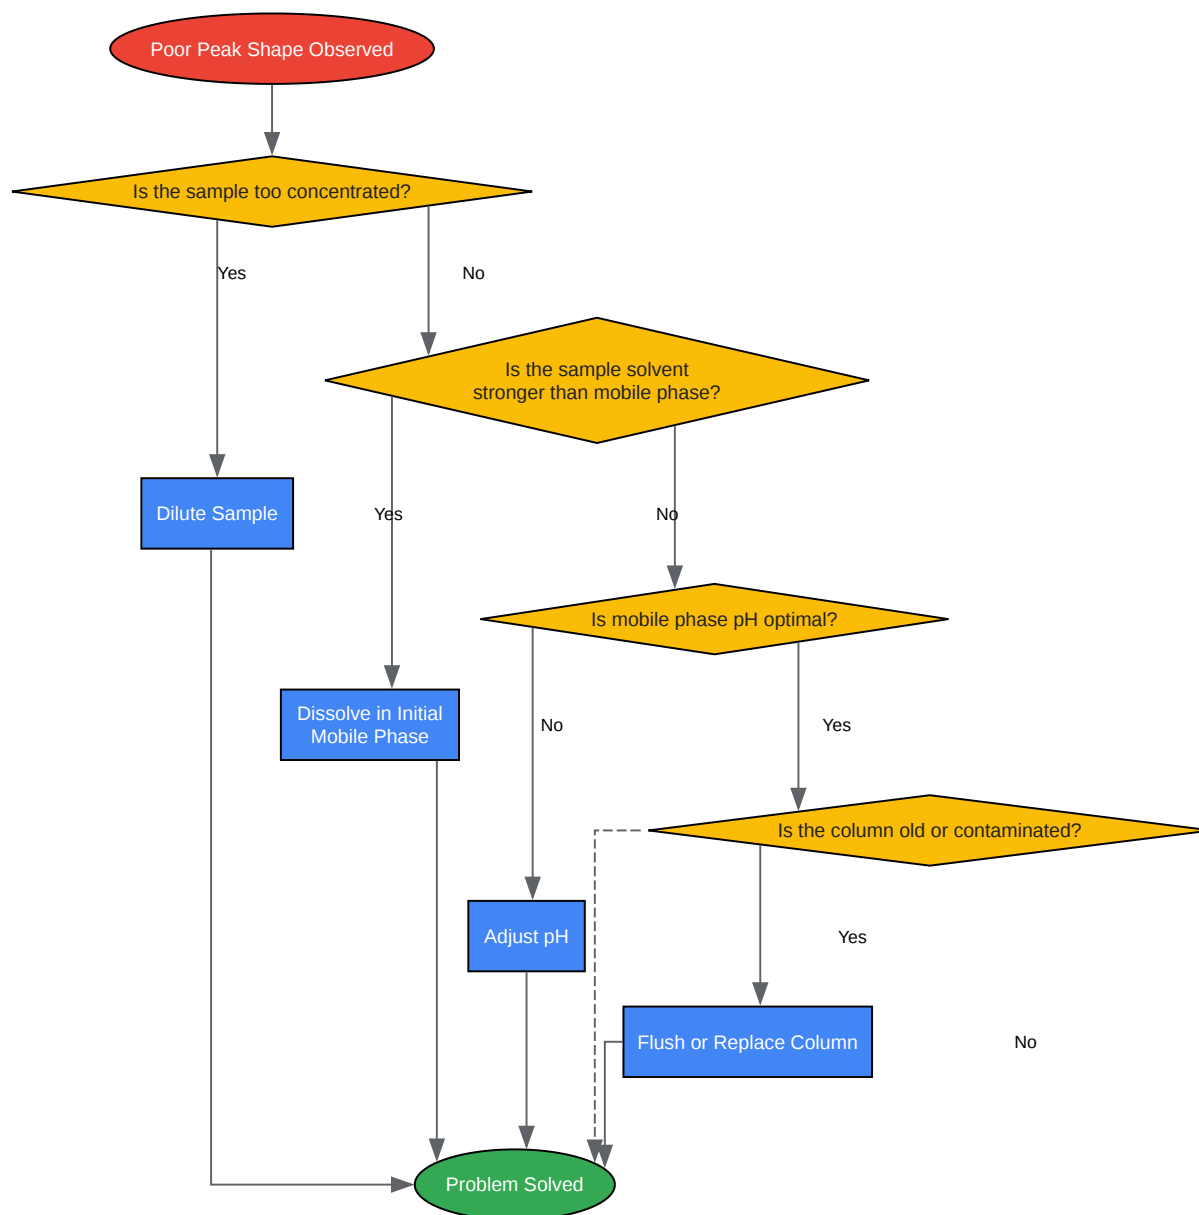 Poor Peak Shape Observed
Is the sample too concentrated?
Yes
No
Is the sample solvent
stronger than mobile phase?
Dilute Sample
Yes
No
Is mobile phase pH optimal?
Dissolve in Initial
Mobile Phase
No
Yes
Is the column old or contaminated?
Adjust pH
Yes
Flush or Replace Column
No
Problem Solved